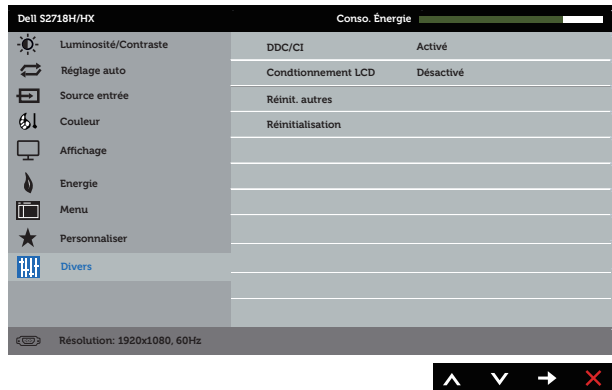 Dell S2718H/HX Conso. Énergie
Luminosité/Contraste
Réglage auto
Source entrée
Couleur
Affichage
Energie
Menu
Personnaliser
Divers
DDC/CI Activé
Condtionnement LCD Désactivé
Réinit. autres
Réinitialisation
Résolution: 1920x1080, 60Hz